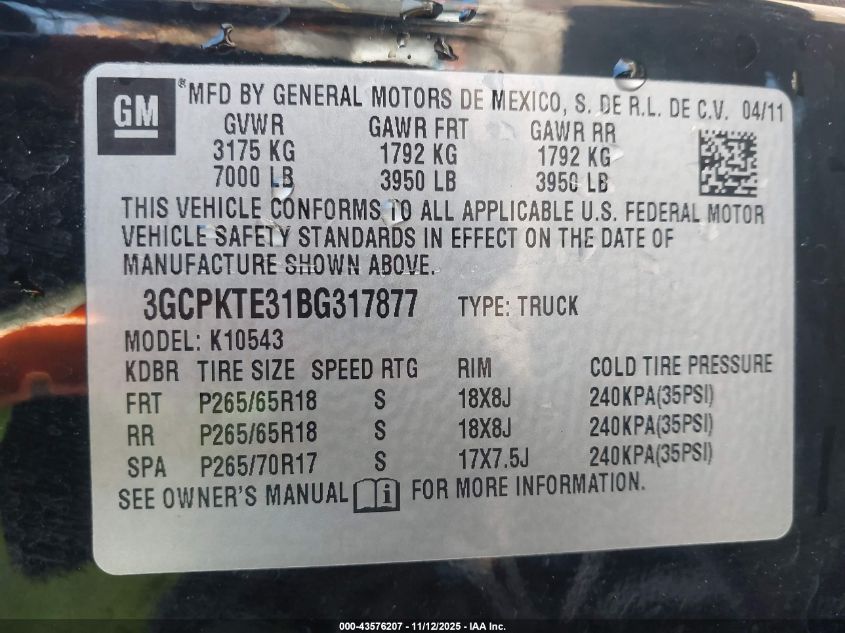 GM
® MFD BY GENERAL MOTORS DE MEXICO, S. DE R.L. DE C.V. 04/11
GVWR GAWR FRT GAWR RR
3175 KG 1792 KG 1792 KG
7000 LB 3950 LB 3950 LB
THIS VEHICLE CONFORMS TO ALL APPLICABLE U.S. FEDERAL MOTOR
VEHICLE SAFETY STANDARDS IN EFFECT ON THE DATE OF
MANUFACTURE SHOWN ABOVE.
3GCPKTE31BG317877 TYPE: TRUCK
MODEL: K10543
KDBR TIRE SIZE SPEED RTG RIM COLD TIRE PRESSURE
FRT P265/65R18 S 18X8J 240KPA(35PSI)
RR P265/65R18 S 18X8J 240KPA(35PSI)
SPA P265/70R17 S 17X7.5J 240KPA(35PSI)
SEE OWNER'S MANUAL i FOR MORE INFORMATION.
000-43576207 - 11/12/2025 - IAA Inc.